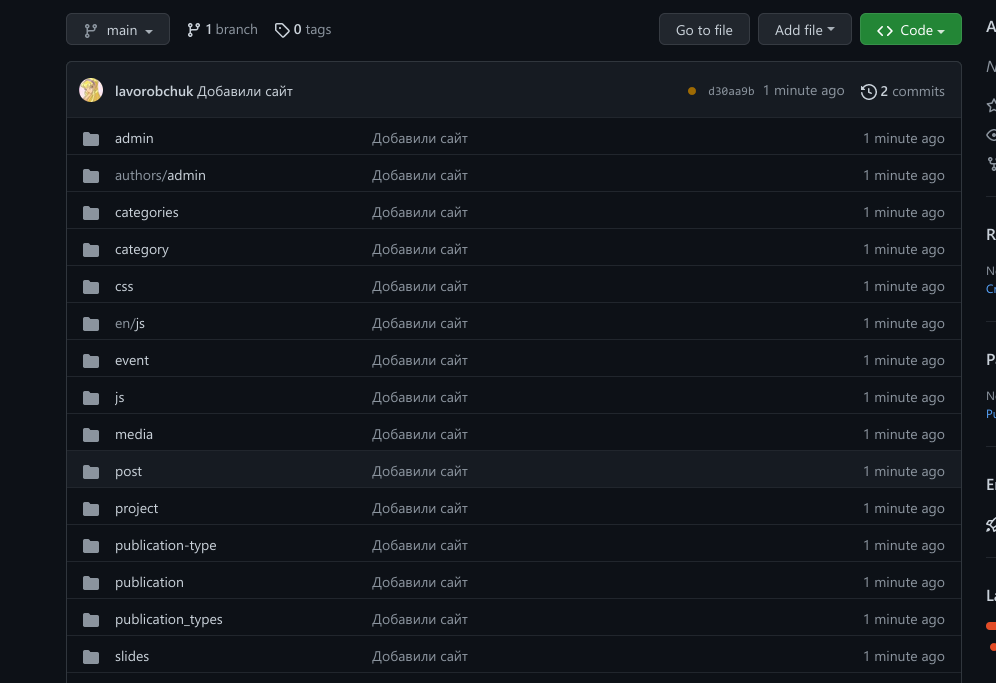 main 1 branch 0 tags Go to file Add file Code
lavorobchuk Добавили сайт d30aa9b 1 minute ago 2 commits
admin Добавили сайт 1 minute ago
authors/admin Добавили сайт 1 minute ago
categories Добавили сайт 1 minute ago
category Добавили сайт 1 minute ago
css Добавили сайт 1 minute ago
en/js Добавили сайт 1 minute ago
event Добавили сайт 1 minute ago
js Добавили сайт 1 minute ago
media Добавили сайт 1 minute ago
post Добавили сайт 1 minute ago
project Добавили сайт 1 minute ago
publication-type Добавили сайт 1 minute ago
publication Добавили сайт 1 minute ago
publication_types Добавили сайт 1 minute ago
slides Добавили сайт 1 minute ago